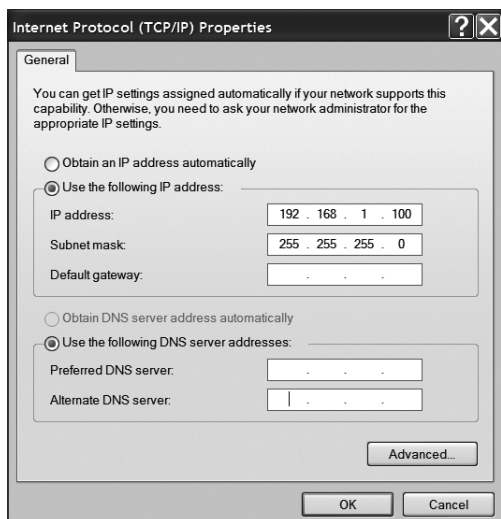 Internet Protocol (TCP/IP) Properties
General
You can get IP settings assigned automatically if your network supports this
capability. Otherwise, you need to ask your network administrator for the
appropriate IP settings.
Obtain an IP address automatically
Use the following IP address:
IP address: 192 . 168 . 1 . 100
Subnet mask: 255 . 255 . 255 . 0
Default gateway: . . .
Obtain DNS server address automatically
Use the following DNS server addresses:
Preferred DNS server: . . .
Alternate DNS server: . . .
Advanced...
OK Cancel